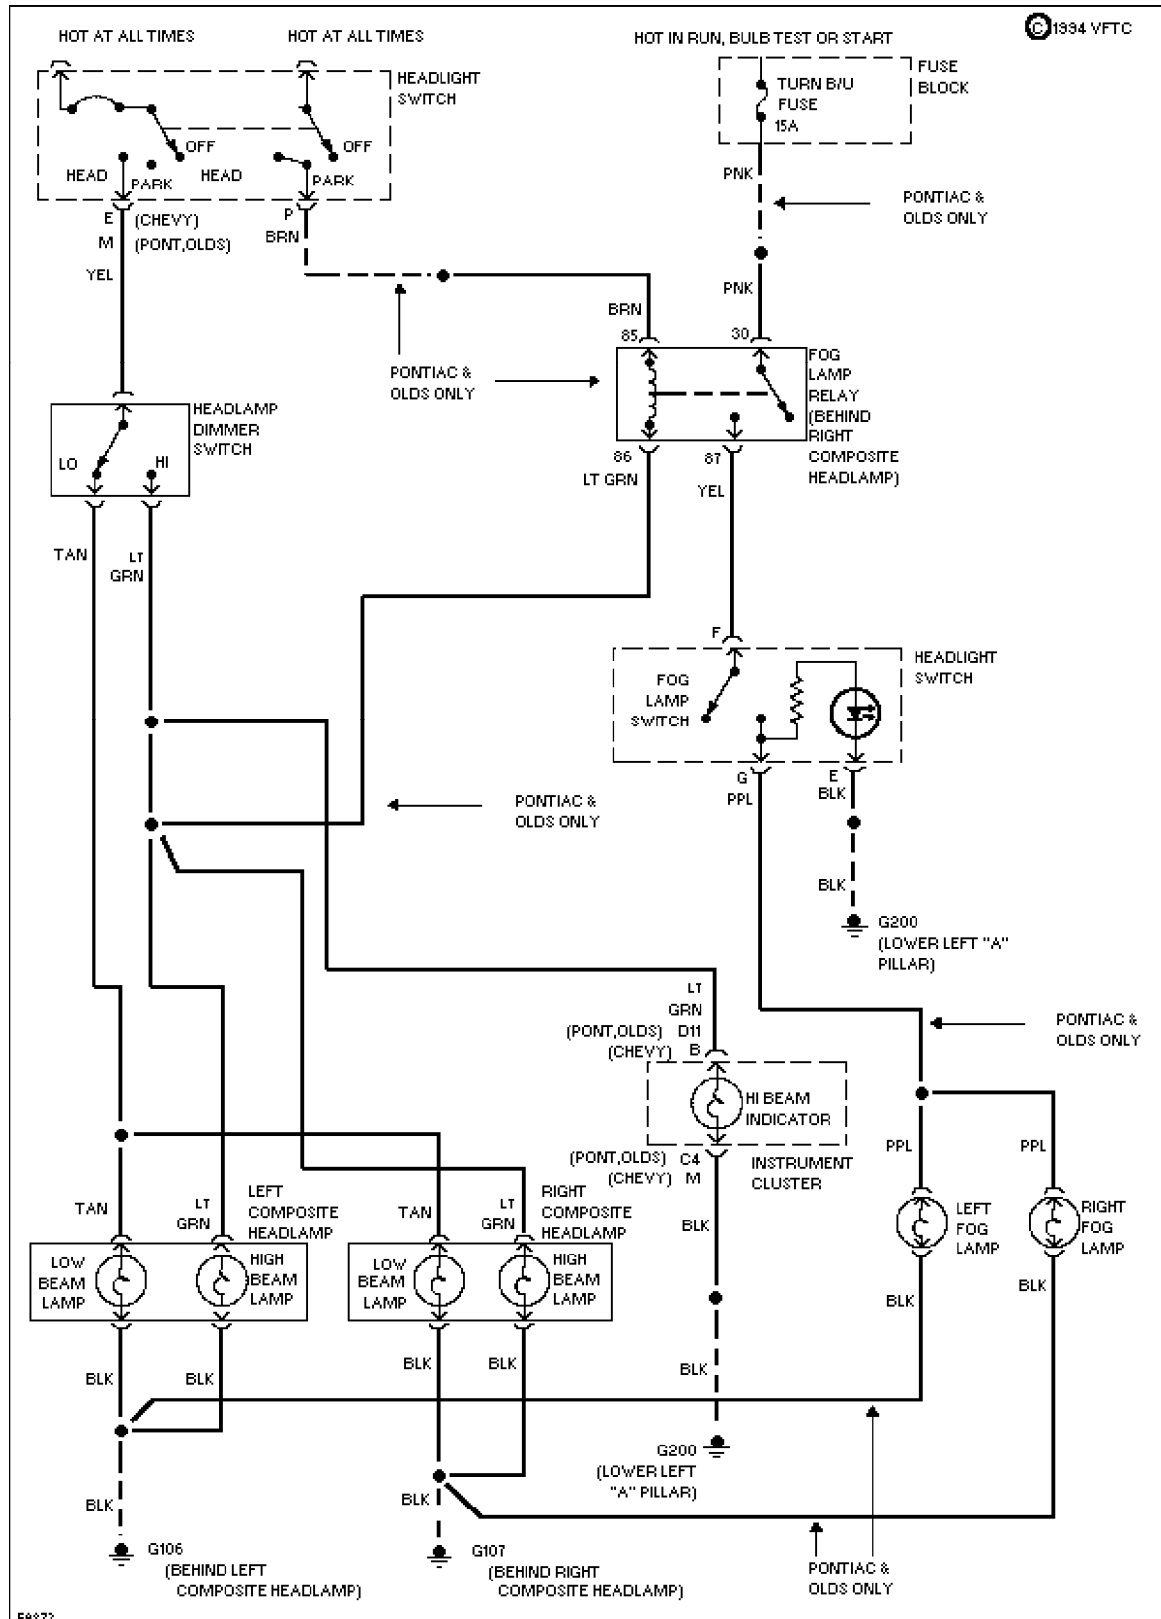 HOT AT ALL TIMES
HOT AT ALL TIMES
HOT IN RUN, BULB TEST OR START
© 1994 VFTC
HEADLIGHT
SWITCH
OFF
OFF
HEAD
PARK
HEAD
PARK
FUSE
BLOCK
TURN B/U
FUSE
15A
PNK
PONTIAC &
OLDS ONLY
E (CHEVY)
M (PONT,OLDS)
P
BRN
YEL
PNK
BRN
85
30
PONTIAC &
OLDS ONLY
FOG
LAMP
RELAY
(BEHIND
RIGHT
COMPOSITE
HEADLAMP)
HEADLAMP
DIMMER
SWITCH
LO
HI
86
LT GRN
87
YEL
TAN
LT
GRN
F
HEADLIGHT
SWITCH
FOG
LAMP
SWITCH
G
PPL
E
BLK
PONTIAC &
OLDS ONLY
BLK
G200
(LOWER LEFT "A"
PILLAR)
LT
GRN
(PONT,OLDS) D11
(CHEVY) B
PONTIAC &
OLDS ONLY
HI BEAM
INDICATOR
(PONT,OLDS) C4
(CHEVY) M
INSTRUMENT
CLUSTER
PPL
PPL
TAN
LT
GRN
LEFT
COMPOSITE
HEADLAMP
TAN
LT
GRN
RIGHT
COMPOSITE
HEADLAMP
BLK
LEFT
FOG
LAMP
RIGHT
FOG
LAMP
LOW
BEAM
LAMP
HIGH
BEAM
LAMP
LOW
BEAM
LAMP
HIGH
BEAM
LAMP
BLK
BLK
BLK
BLK
BLK
BLK
BLK
G200
(LOWER LEFT
"A" PILLAR)
BLK
BLK
G106
(BEHIND LEFT
COMPOSITE HEADLAMP)
G107
(BEHIND RIGHT
COMPOSITE HEADLAMP)
PONTIAC &
OLDS ONLY